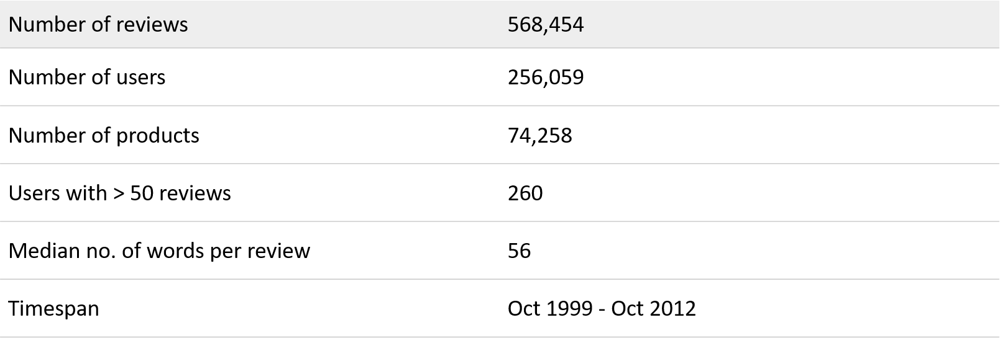 Number of reviews 568,454
Number of users 256,059
Number of products 74,258
Users with > 50 reviews 260
Median no. of words per review 56
Timespan Oct 1999 - Oct 2012